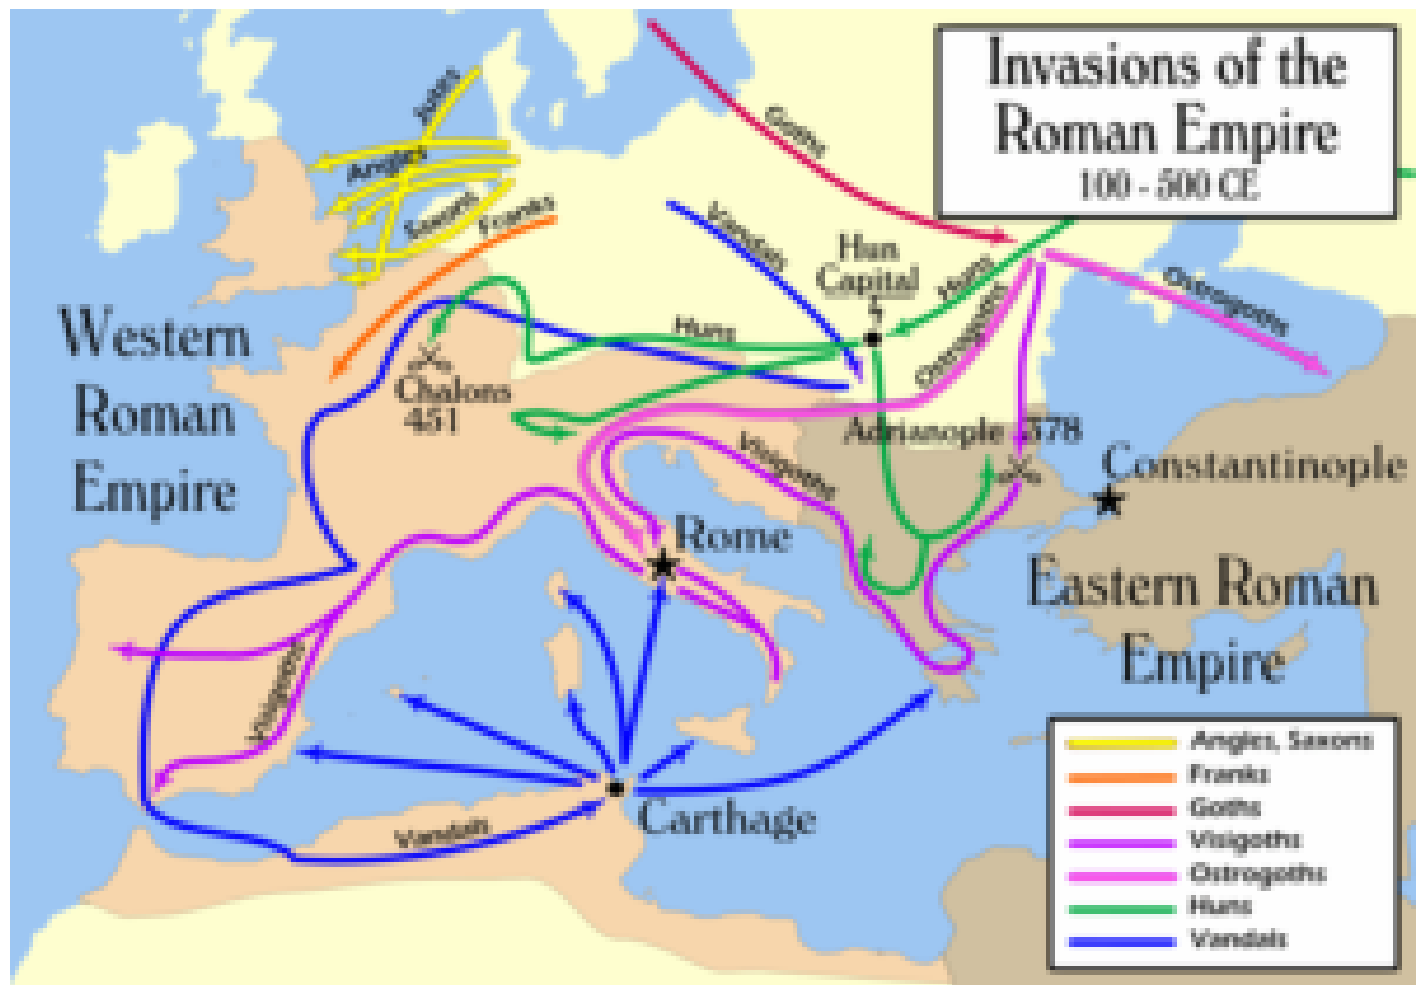 Invasions of the
Roman Empire
100 - 500 CE
Jutes
Angles
Saxons
Franks
Goths
Vandals
Hun
Capital
Huns
Ostrogoths
Ostrogoths
Huns
Western
Roman
Empire
Chalons
451
Adrianople 378
Visigoths
Constantinople
Rome
Eastern Roman
Empire
Visigoths
Carthage
Vandals
Angles, Saxons
Franks
Goths
Visigoths
Ostrogoths
Huns
Vandals